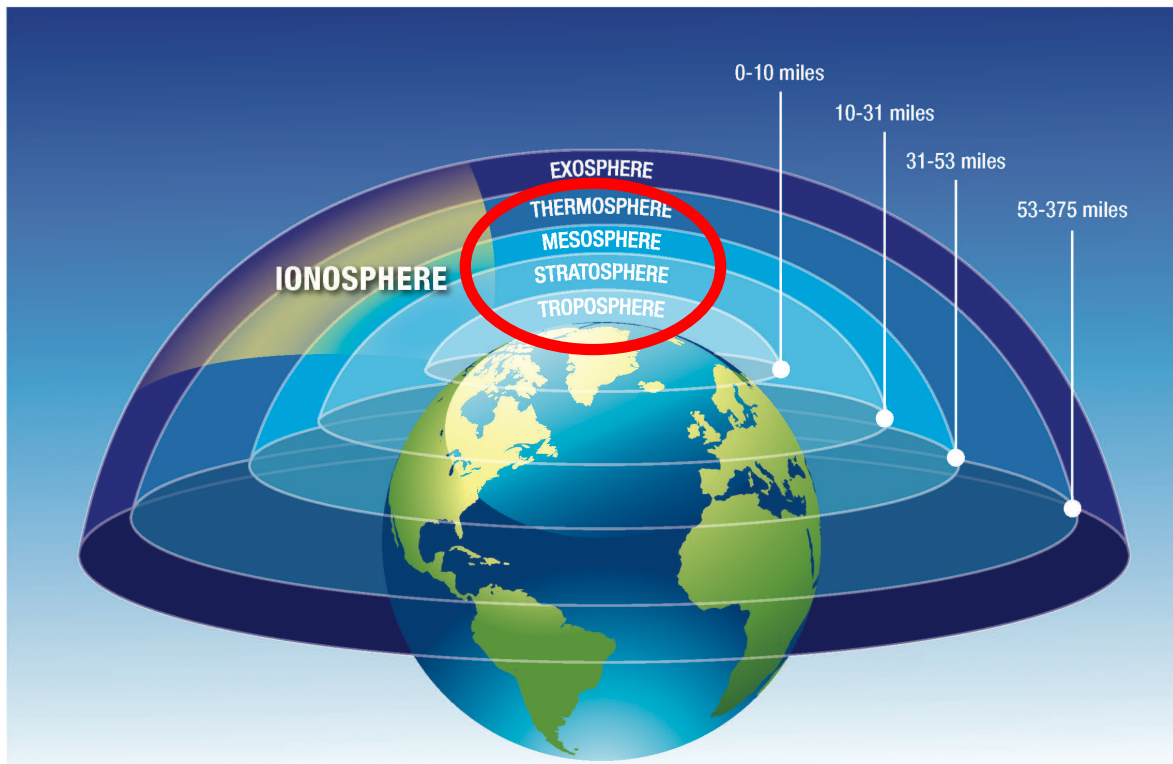 0-10 miles
10-31 miles
31-53 miles
53-375 miles
EXOSPHERE
THERMOSPHERE
MESOSPHERE
STRATOSPHERE
TROPOSPHERE
IONOSPHERE